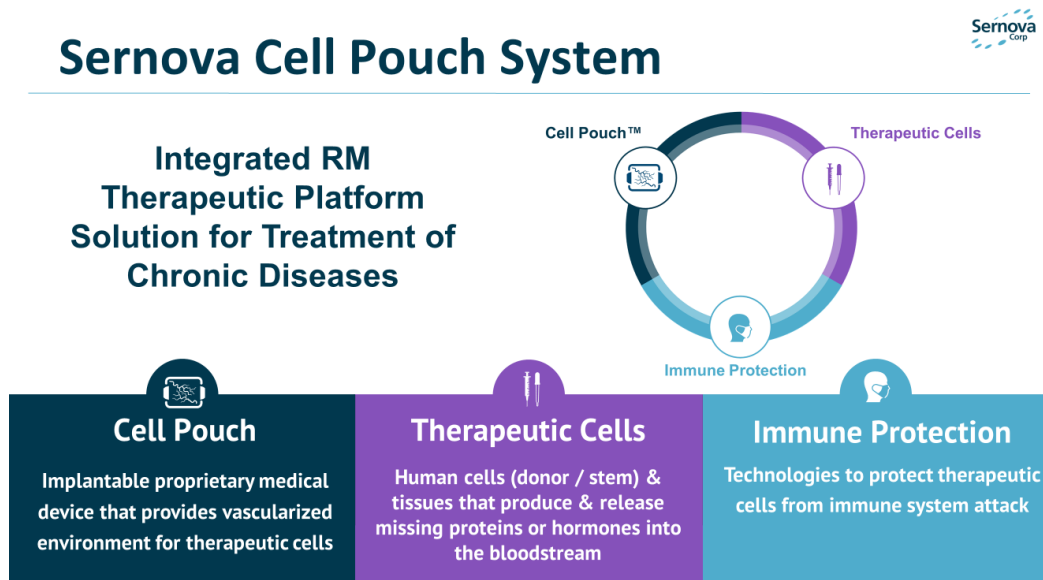 Sernova
Corp
Sernova Cell Pouch System
Integrated RM
Therapeutic Platform
Solution for Treatment of
Chronic Diseases
Cell Pouch™
Therapeutic Cells
Immune Protection
Cell Pouch
Implantable proprietary medical
device that provides vascularized
environment for therapeutic cells
Therapeutic Cells
Human cells (donor / stem) &
tissues that produce & release
missing proteins or hormones into
the bloodstream
Immune Protection
Technologies to protect therapeutic
cells from immune system attack